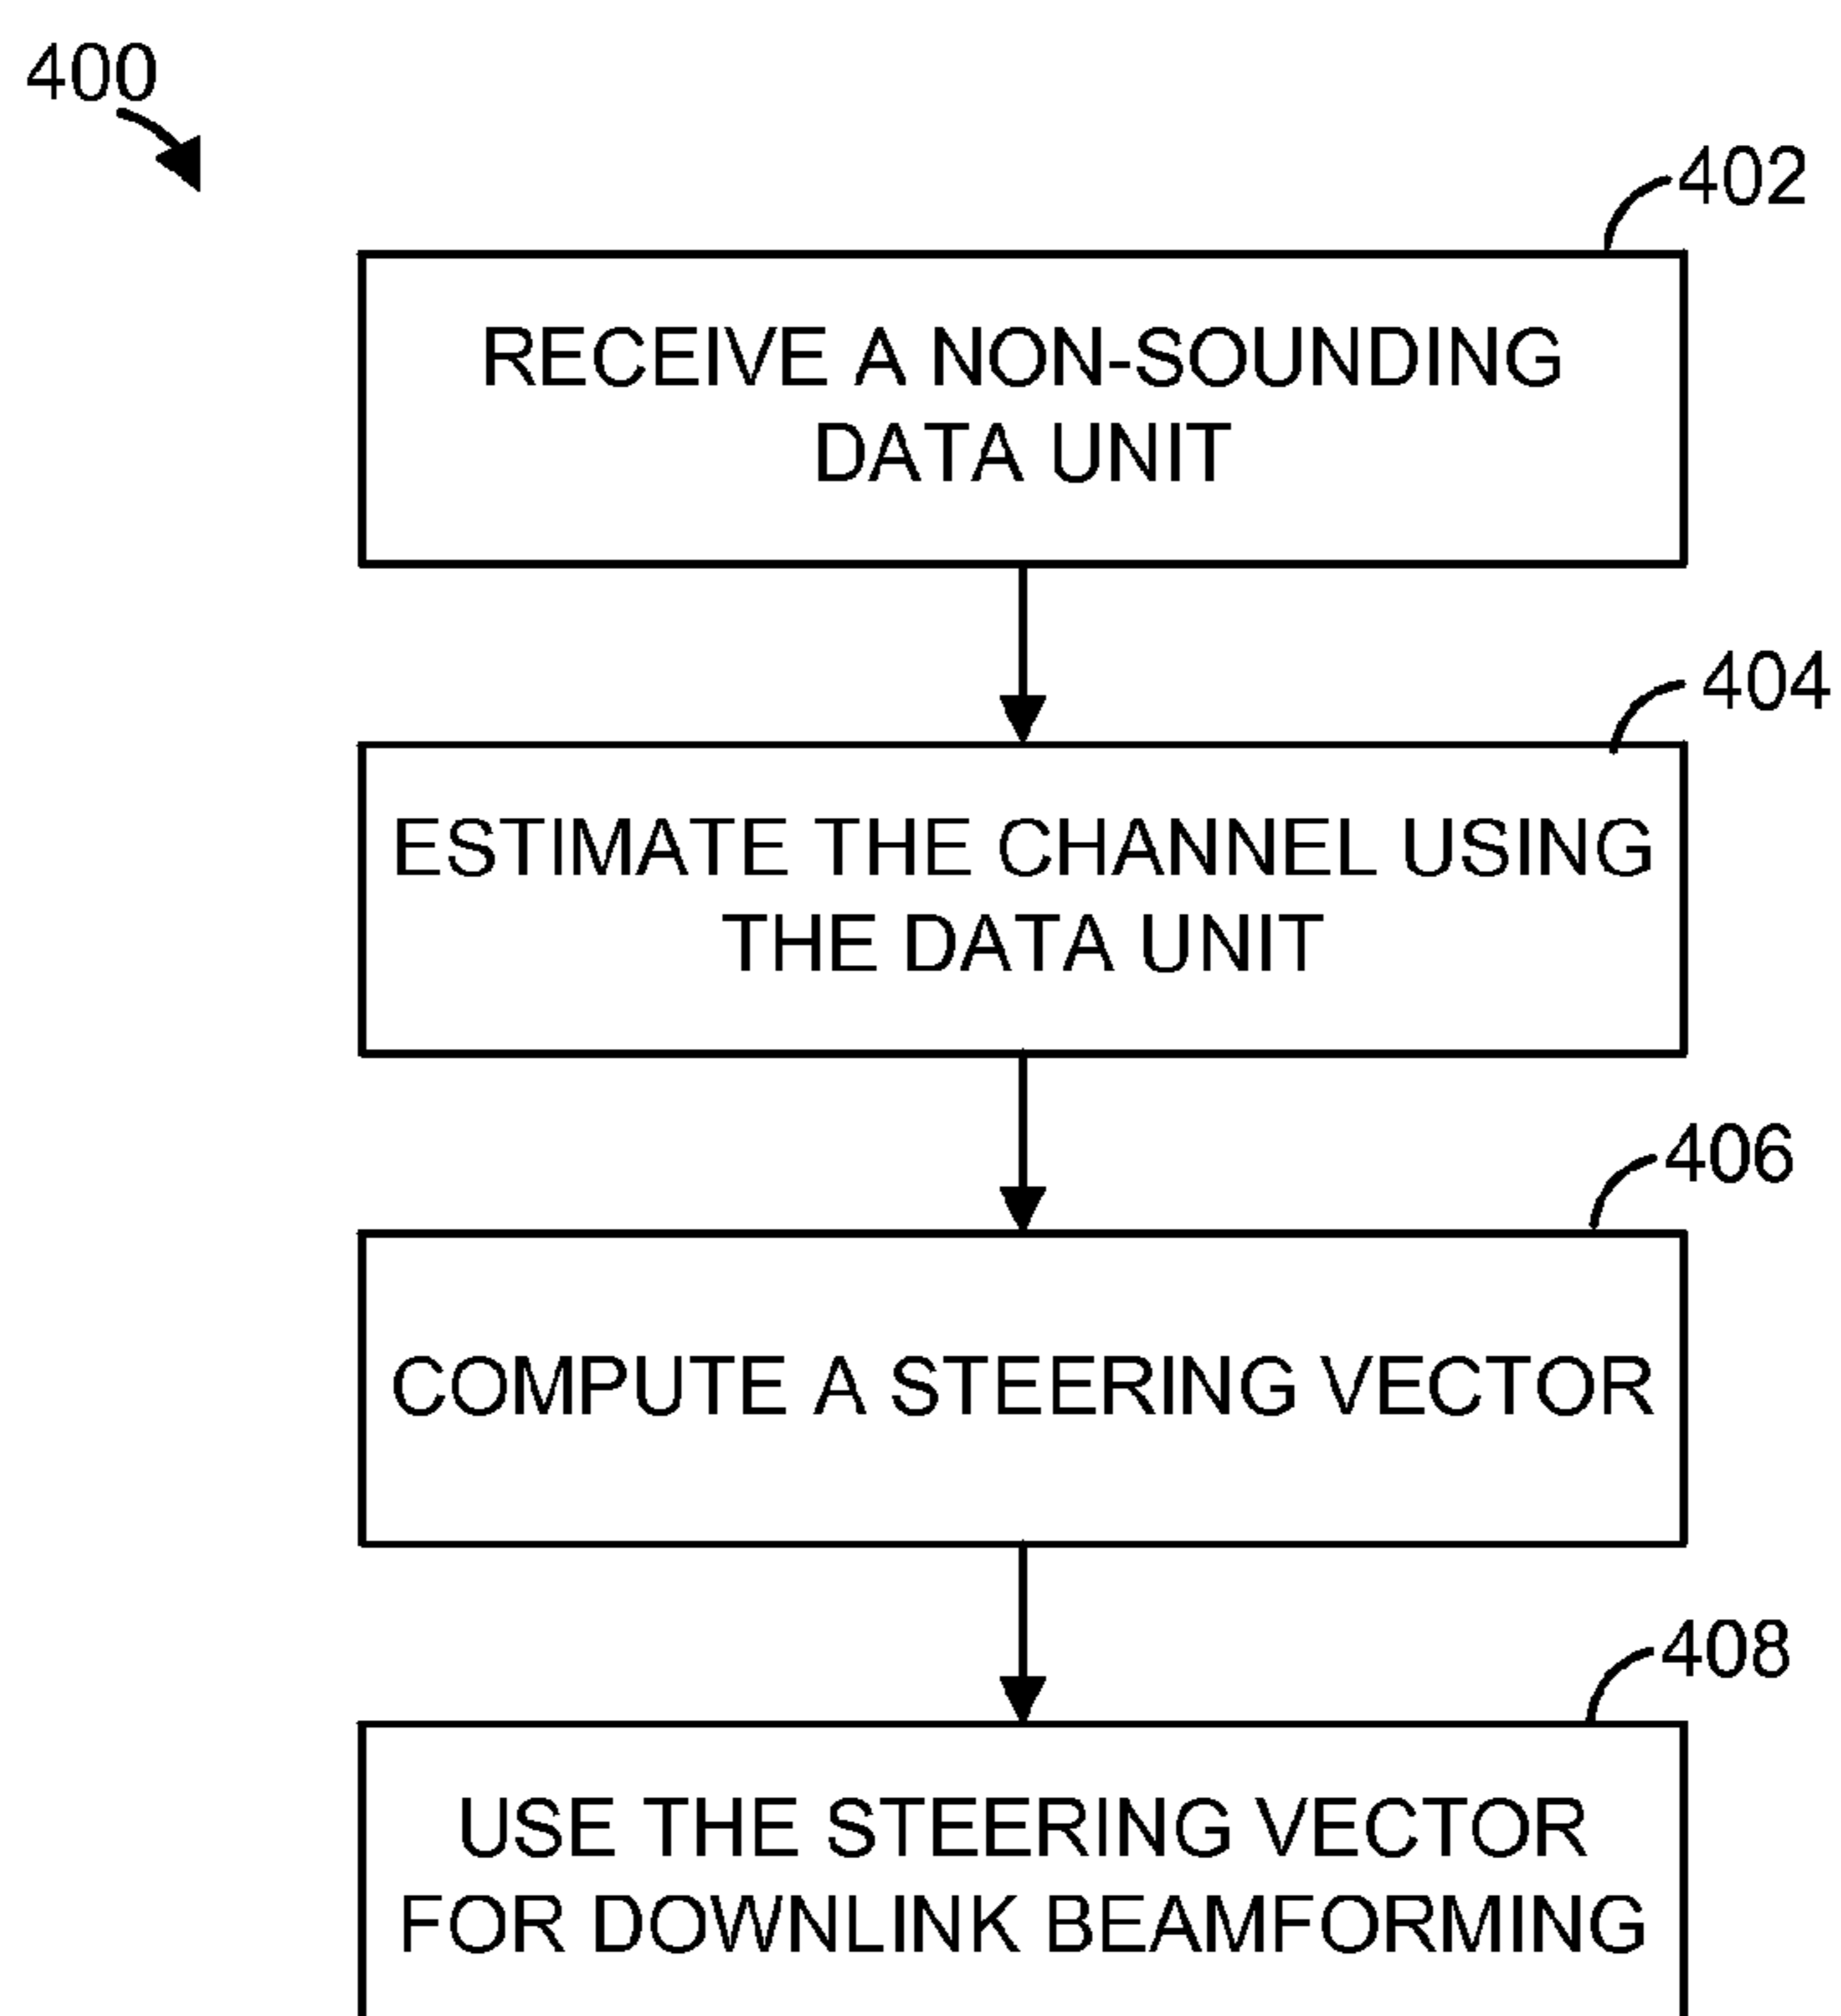 400
402
RECEIVE A NON-SOUNDING
DATA UNIT
404
ESTIMATE THE CHANNEL USING
THE DATA UNIT
406
COMPUTE A STEERING VECTOR
408
USE THE STEERING VECTOR
FOR DOWNLINK BEAMFORMING